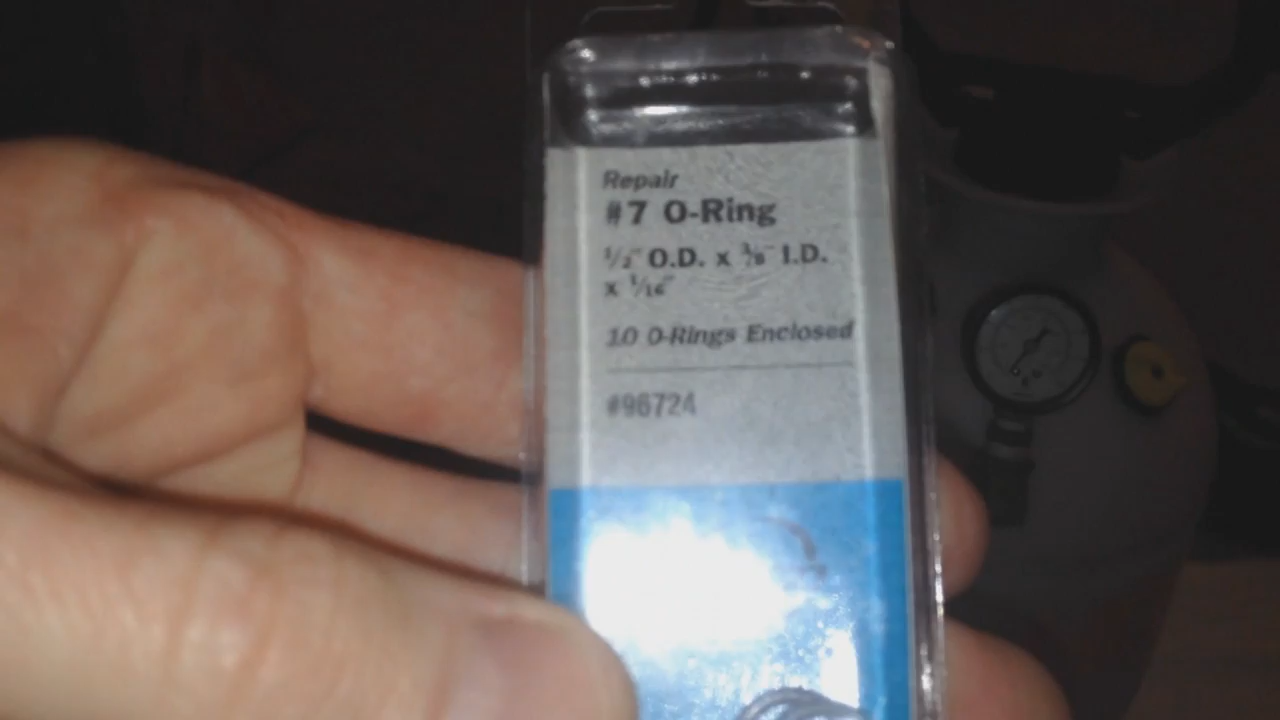 Repair
#7 O-Ring
1/2" O.D. x 3/8" I.D.
x 1/16"
10 O-Rings Enclosed
#96724